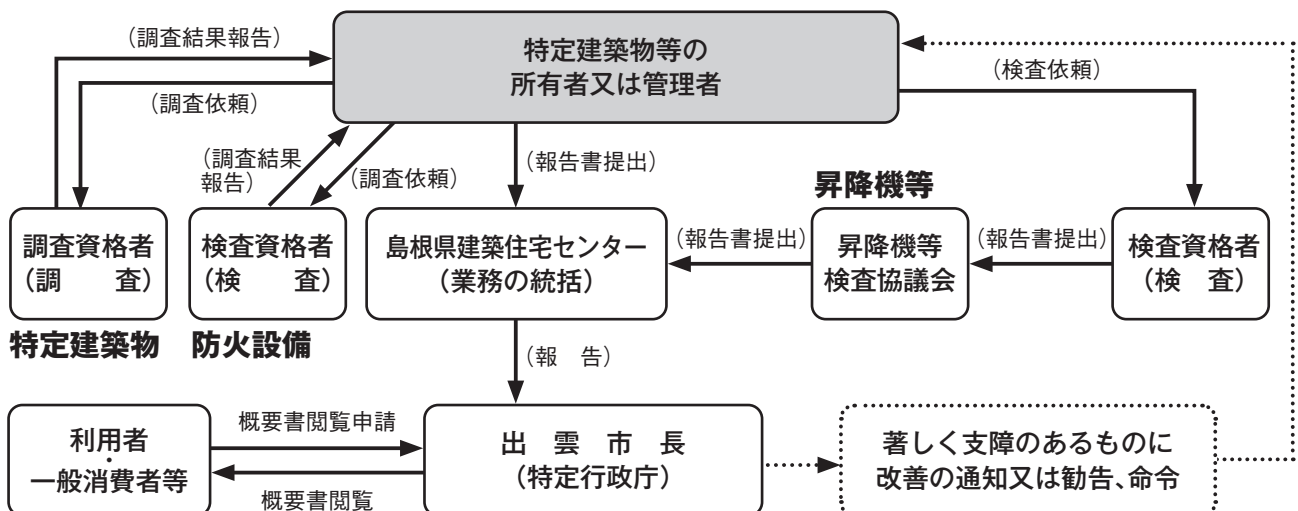 （調査結果報告）
特定建築物等の
所有者又は管理者
（調査依頼）
（検査依頼）
（調査結果
報告）
（調査依頼）
（報告書提出）
昇降機等
調査資格者
（調　　査）
特定建築物
検査資格者
（検　　査）
防火設備
島根県建築住宅センター
（業務の統括）
（報告書提出）
昇降機等
検査協議会
（報告書提出）
検査資格者
（検　査）
（報　告）
利用者
・
一般消費者等
概要書閲覧申請
概要書閲覧
出　雲　市　長
（特定行政庁）
著しく支障のあるものに
改善の通知又は勧告、命令